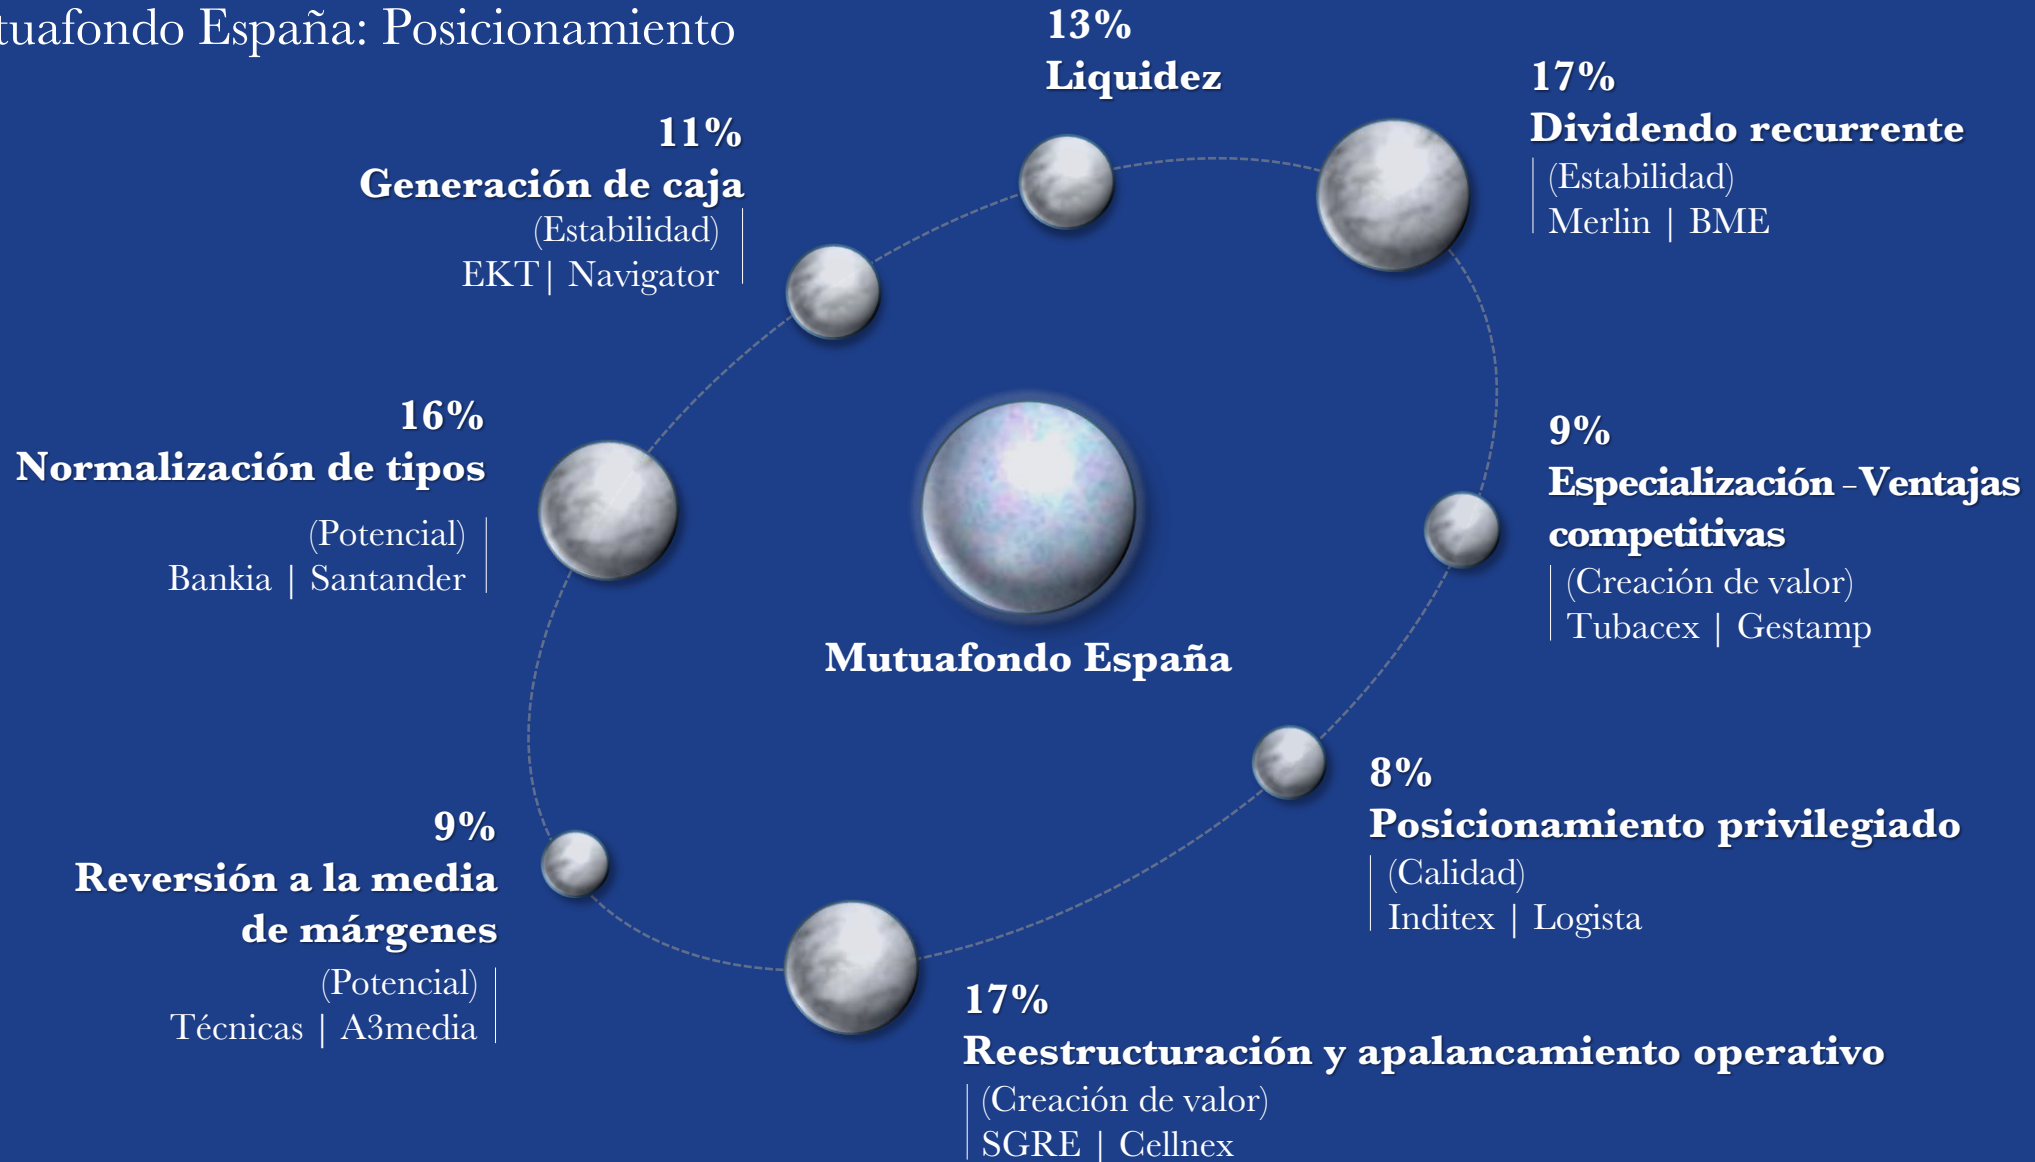 tuafondo España: Posicionamiento
13%
Liquidez
17%
Dividendo recurrente
(Estabilidad)
Merlin | BME
11%
Generación de caja
(Estabilidad)
EKT| Navigator
16%
Normalización de tipos
(Potencial)
Bankia | Santander
9%
Especialización -Ventajas
competitivas
(Creación de valor)
Tubacex | Gestamp
Mutuafondo España
8%
Posicionamiento privilegiado
(Calidad)
Inditex | Logista
9%
Reversión a la media
de márgenes
(Potencial)
Técnicas | A3media
17%
Reestructuración y apalancamiento operativo
(Creación de valor)
SGRE | Cellnex